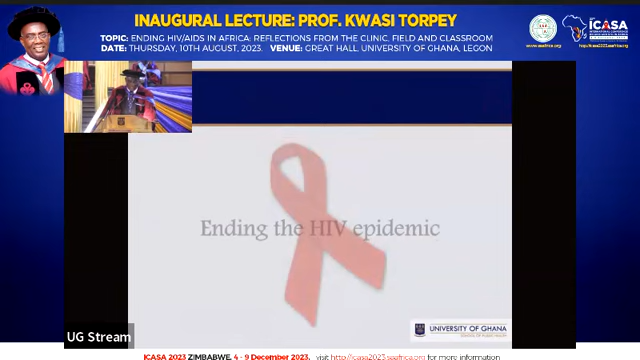 INAUGURAL LECTURE: PROF. KWASI TORPEY
TOPIC: ENDING HIV/AIDS IN AFRICA: REFLECTIONS FROM THE CLINIC, FIELD AND CLASSROOM
DATE: THURSDAY, 10TH AUGUST, 2023. VENUE: GREAT HALL, UNIVERSITY OF GHANA, LEGON
ICASA
Ending the HIV epidemic
UNIVERSITY OF GHANA
UG Stream
ICASA 2023 ZIMBABWE, 4 - 9 December 2023, visit http://icasa2023.saafrica.org for more information